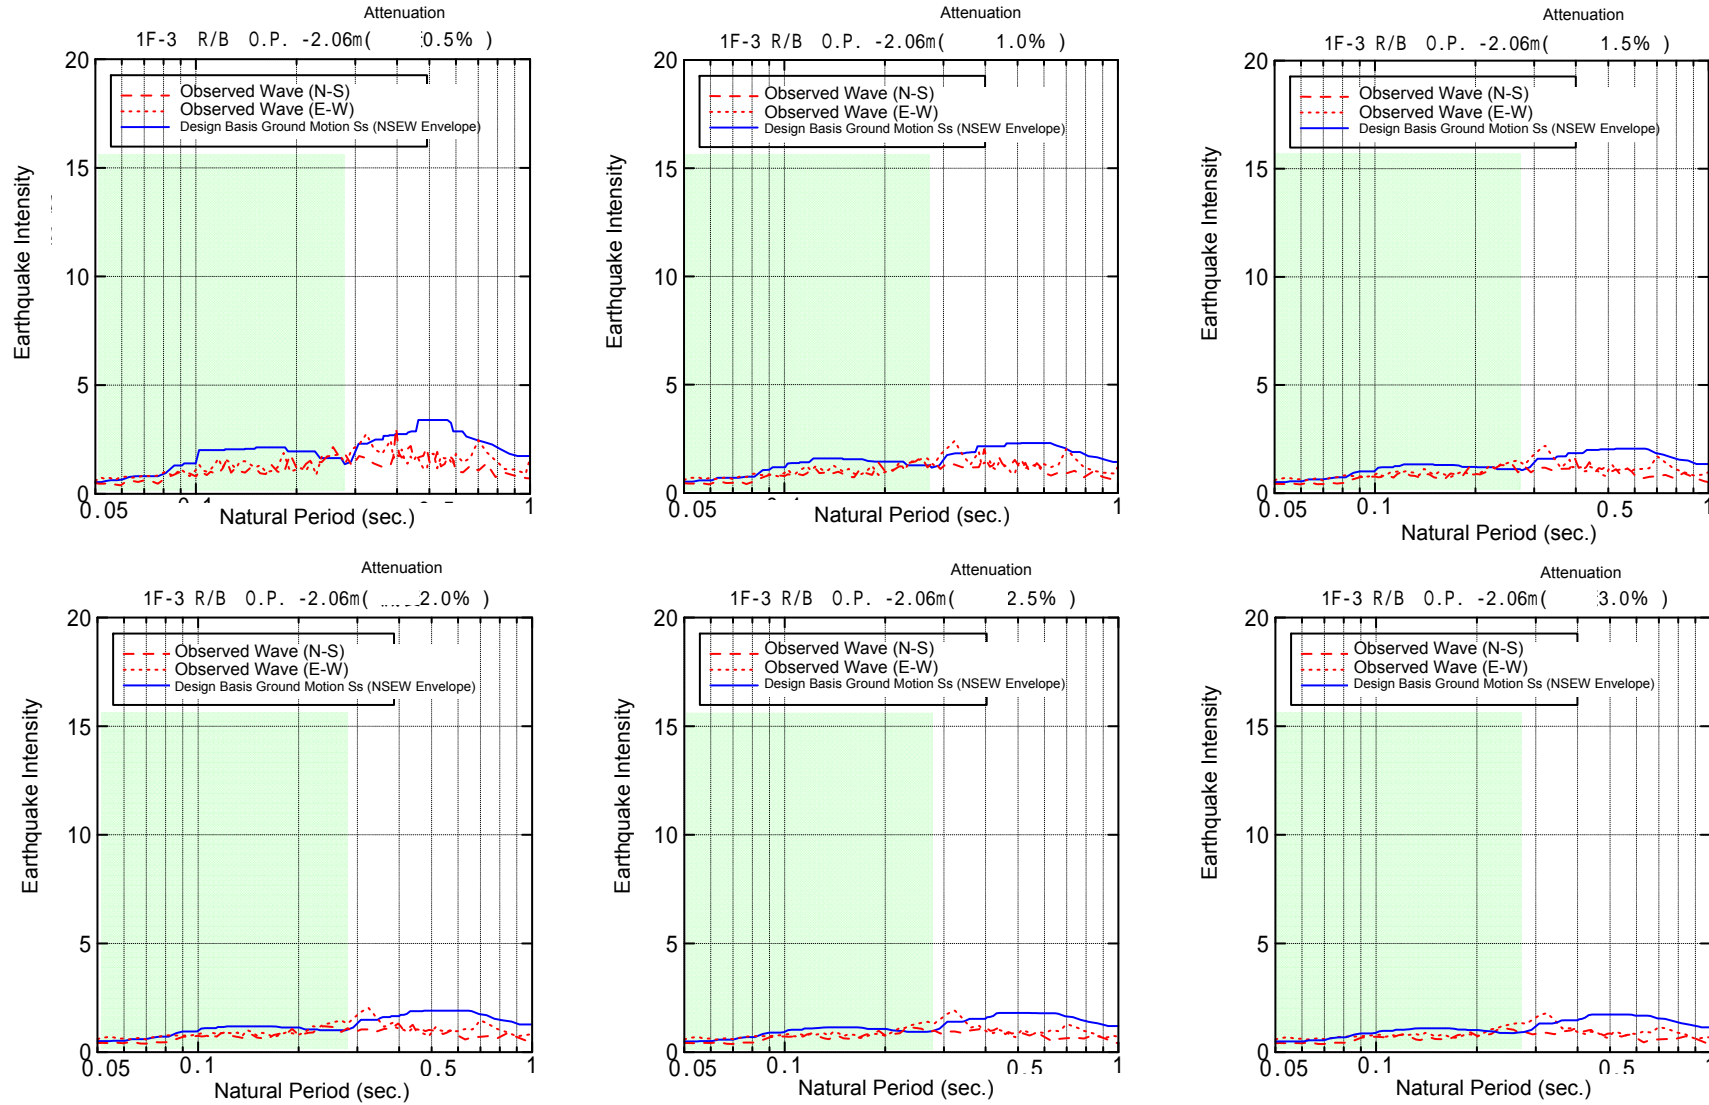 Attenuation
1F-3 R/B O.P. -2.06m( 0.5% )
20
15
10
5
0
Earthquake Intensity
Observed Wave (N-S)
Observed Wave (E-W)
Design Basis Ground Motion Ss (NSEW Envelope)
0.05
1
Natural Period (sec.)
Attenuation
1F-3 R/B O.P. -2.06m( 1.0% )
20
15
10
5
0
Earthquake Intensity
Observed Wave (N-S)
Observed Wave (E-W)
Design Basis Ground Motion Ss (NSEW Envelope)
0.05
1
Natural Period (sec.)
Attenuation
1F-3 R/B O.P. -2.06m( 1.5% )
20
15
10
5
0
Earthquake Intensity
Observed Wave (N-S)
Observed Wave (E-W)
Design Basis Ground Motion Ss (NSEW Envelope)
0.05 0.1 0.5 1
Natural Period (sec.)
Attenuation
1F-3 R/B O.P. -2.06m( 2.0% )
20
15
10
5
0
Earthquake Intensity
Observed Wave (N-S)
Observed Wave (E-W)
Design Basis Ground Motion Ss (NSEW Envelope)
0.05 0.1 0.5 1
Natural Period (sec.)
Attenuation
1F-3 R/B O.P. -2.06m( 2.5% )
20
15
10
5
0
Earthquake Intensity
Observed Wave (N-S)
Observed Wave (E-W)
Design Basis Ground Motion Ss (NSEW Envelope)
0.05 0.1 0.5 1
Natural Period (sec.)
Attenuation
1F-3 R/B O.P. -2.06m( 3.0% )
20
15
10
5
0
Earthquake Intensity
Observed Wave (N-S)
Observed Wave (E-W)
Design Basis Ground Motion Ss (NSEW Envelope)
0.05 0.1 0.5 1
Natural Period (sec.)